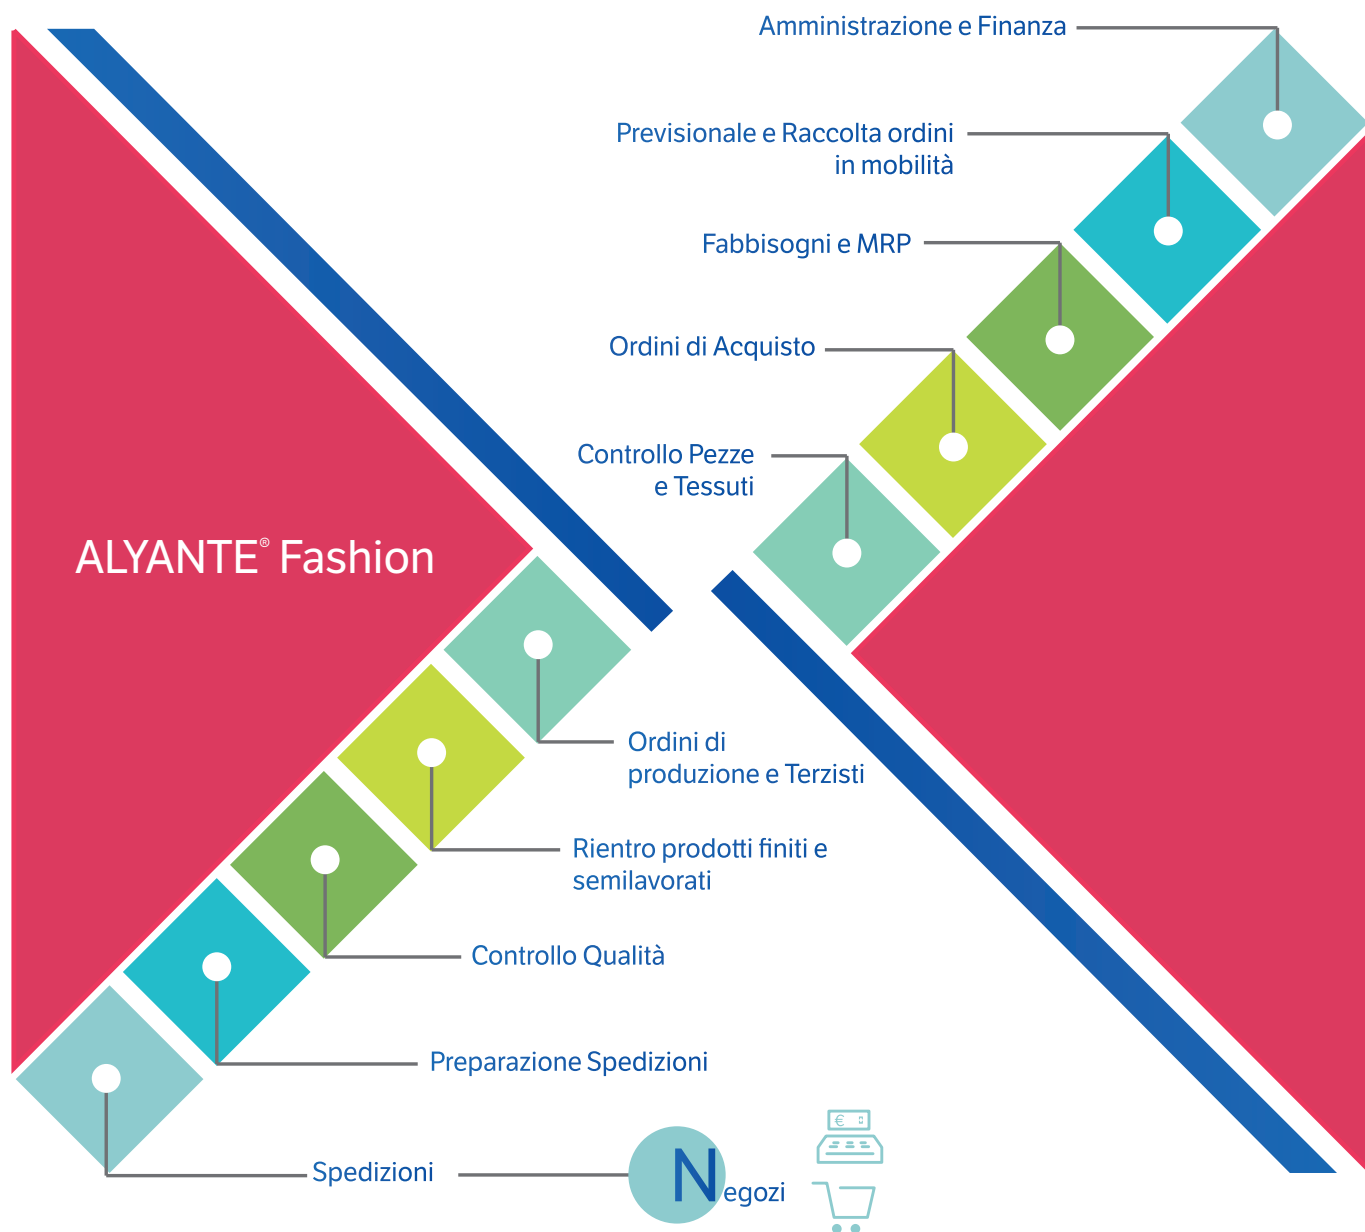 Amministrazione e Finanza
Previsionale e Raccolta ordini
in mobilità
Fabbisogni e MRP
Ordini di Acquisto
Controllo Pezze
e Tessuti
ALYANTE® Fashion
Ordini di
produzione e Terzisti
Rientro prodotti finiti e
semilavorati
Controllo Qualità
Preparazione Spedizioni
Spedizioni
Negozi
€